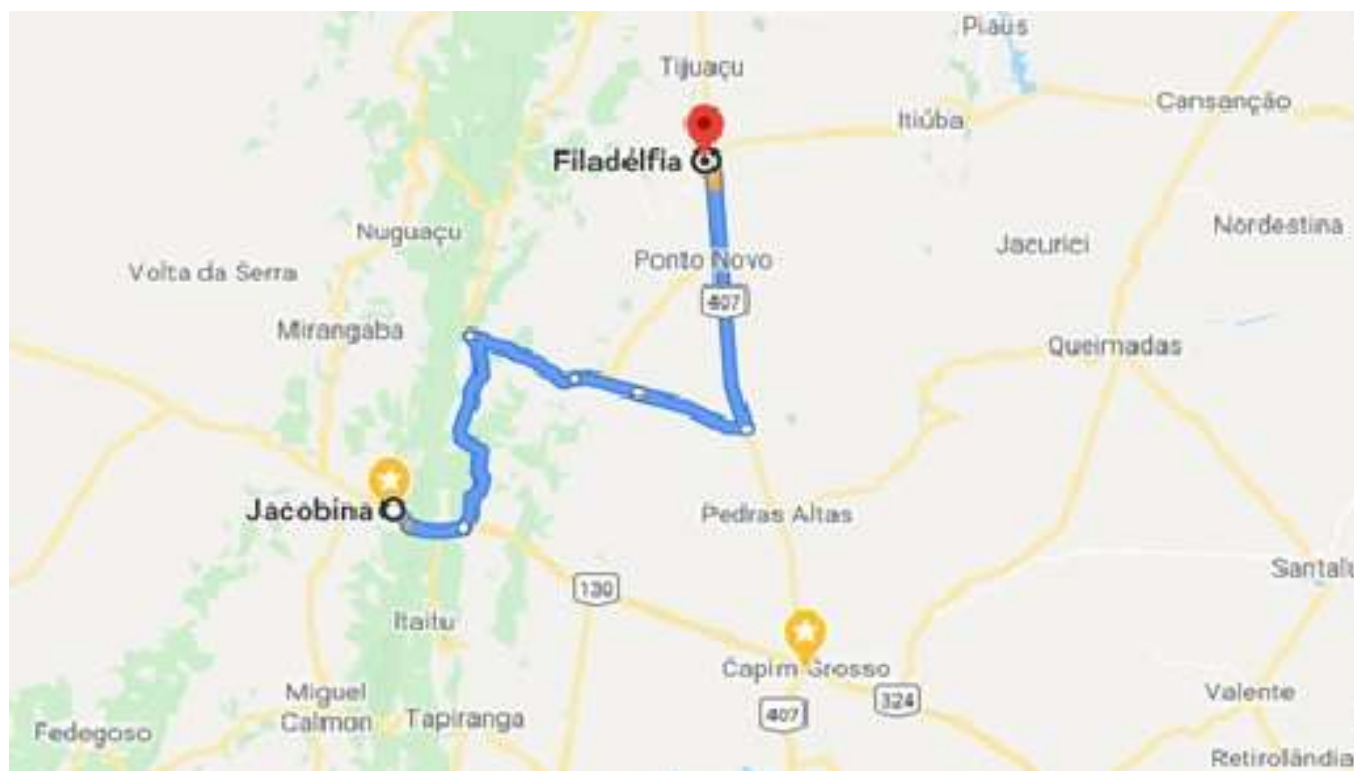 Piaus
Tijuaçu
Cansanção
Itiúba
Filadélfia
Nuguaçu
Nordestina
Jacurici
Ponto Novo
Volta da Serra
407
Mirangaba
Queimadas
Jacobina
Pedras Altas
Santalu
130
Itaitu
Capim Grosso
Miguel
Calmon
Valente
324
407
Tapiranga
Fedegoso
Retirolândia